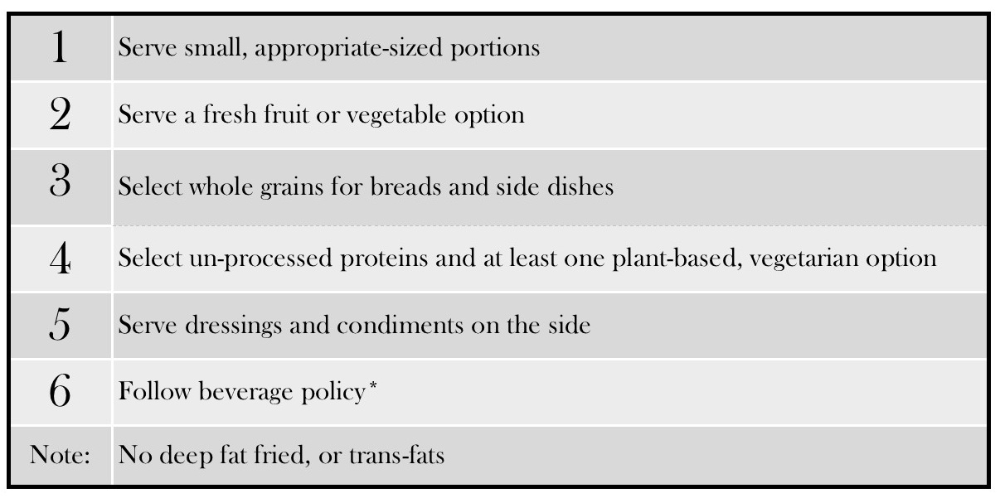 1 Serve small, appropriate-sized portions
2 Serve a fresh fruit or vegetable option
3 Select whole grains for breads and side dishes
4 Select un-processed proteins and at least one plant-based, vegetarian option
5 Serve dressings and condiments on the side
6 Follow beverage policy*
Note: No deep fat fried, or trans-fats